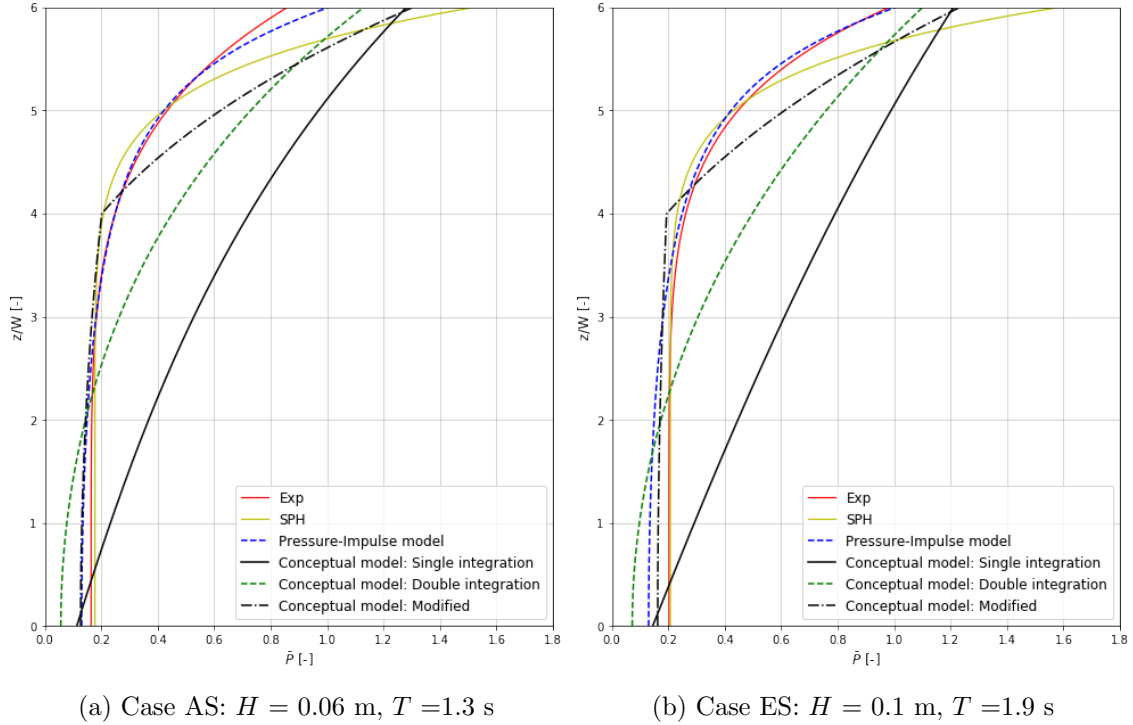 6
5
4
3
2
1
0
z/W [-]
0.0 0.2 0.4 0.6 0.8 1.0 1.2 1.4 1.6 1.8
P̄ [-]
Exp
SPH
Pressure-Impulse model
Conceptual model: Single integration
Conceptual model: Double integration
Conceptual model: Modified
(a) Case AS: H = 0.06 m, T =1.3 s
6
5
4
3
2
1
0
z/W [-]
0.0 0.2 0.4 0.6 0.8 1.0 1.2 1.4 1.6 1.8
P̄ [-]
Exp
SPH
Pressure-Impulse model
Conceptual model: Single integration
Conceptual model: Double integration
Conceptual model: Modified
(b) Case ES: H = 0.1 m, T =1.9 s